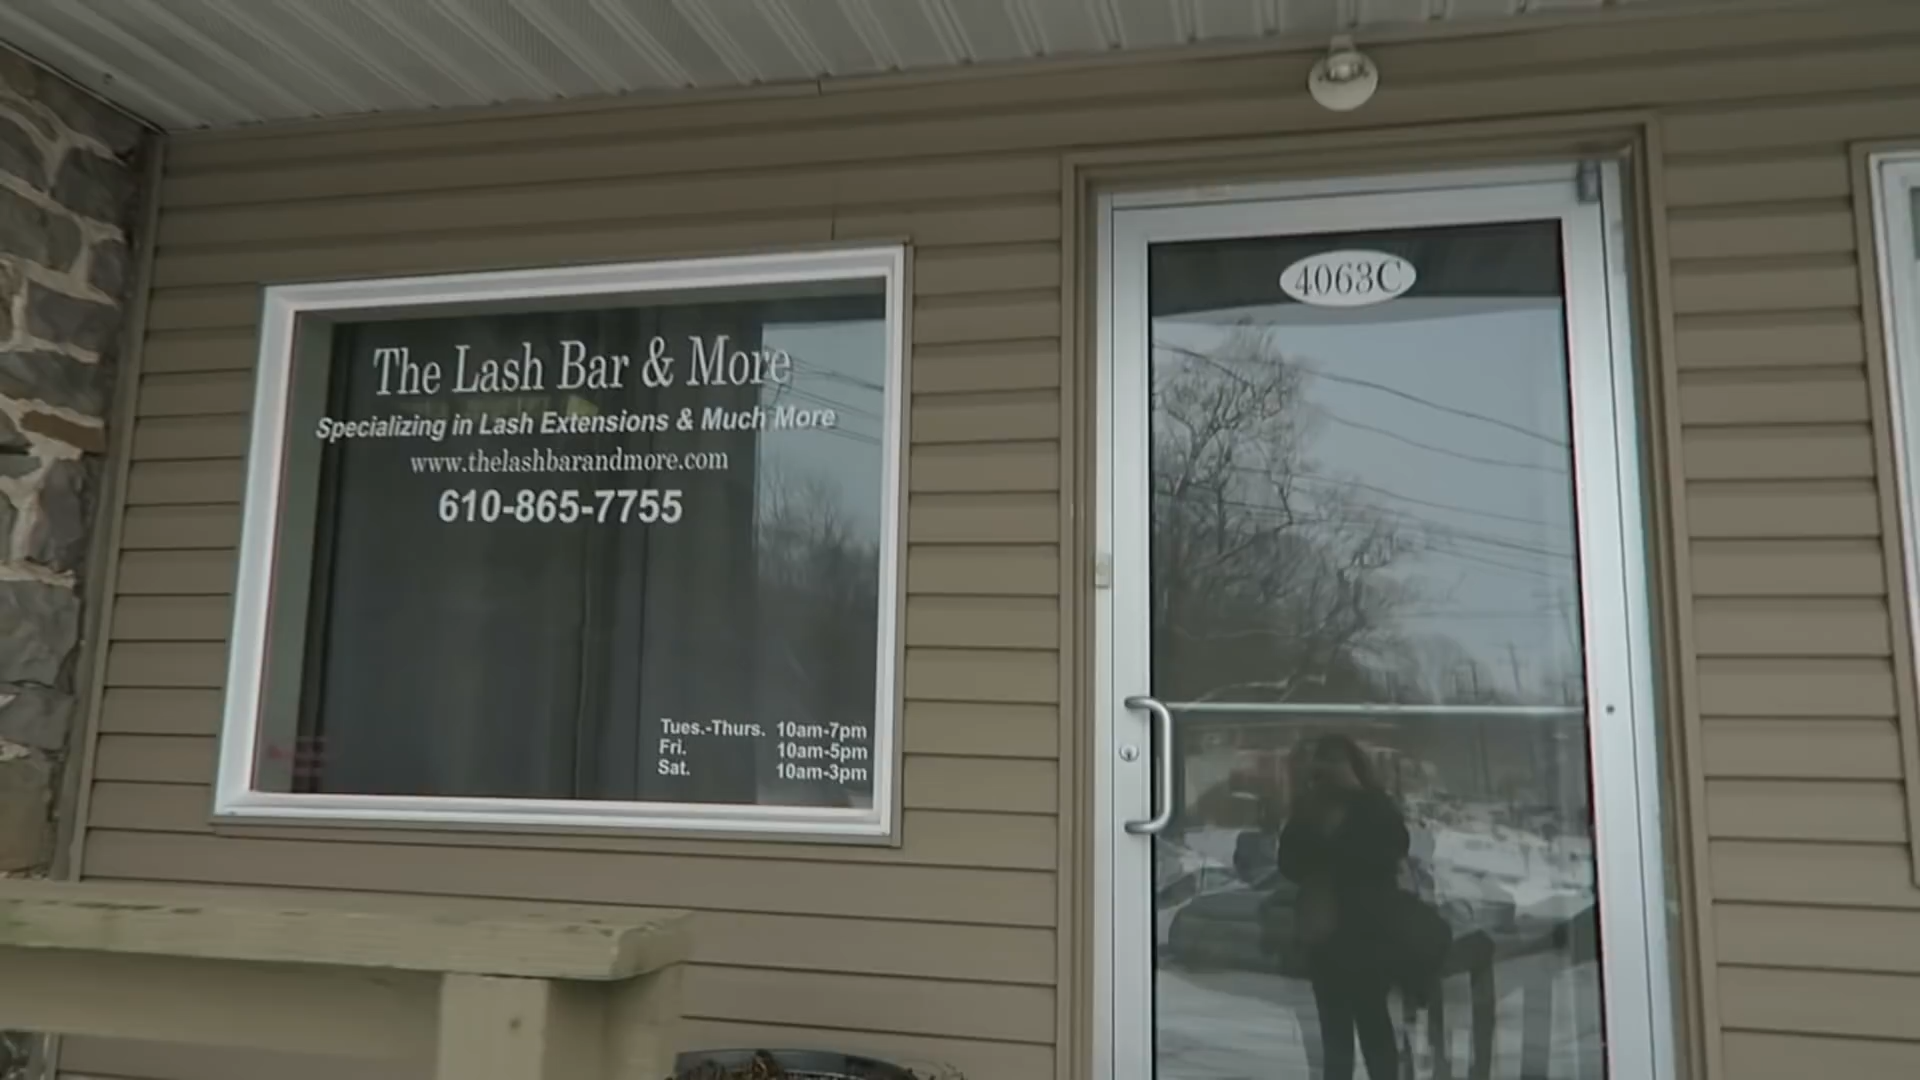 The Lash Bar & More
Specializing in Lash Extensions & Much More
www.thelashbarandmore.com
610-865-7755
Tues.-Thurs. 10am-7pm
Fri. 10am-5pm
Sat. 10am-3pm
4063C